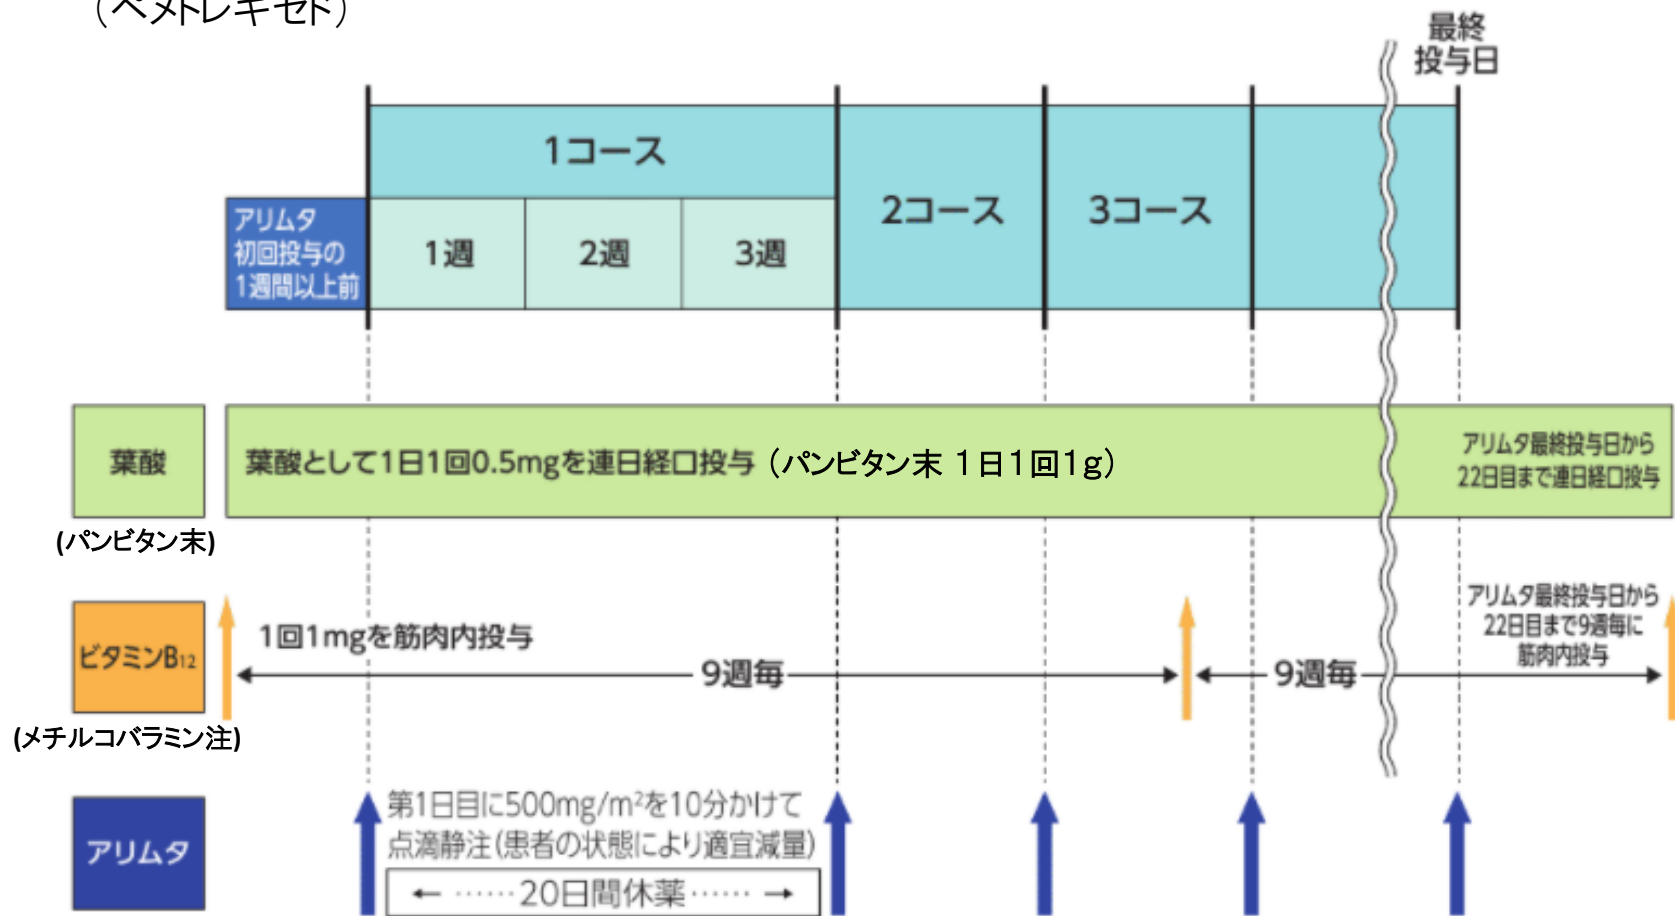 （ペメトレキセド）
最終
投与日
1コース
2コース
3コース
アリムタ
初回投与の
1週間以上前
1週
2週
3週
葉酸
葉酸として1日1回0.5mgを連日経口投与（パンビタン末 1日1回1g）
アリムタ最終投与日から
22日目まで連日経口投与
(パンビタン末)
ビタミンB12
1回1mgを筋肉内投与
9週毎
9週毎
アリムタ最終投与日から
22日目まで9週毎に
筋肉内投与
(メチルコバラミン注)
アリムタ
第1日目に500mg/m²を10分かけて
点滴静注（患者の状態により適宜減量）
← ……20日間休薬…… →